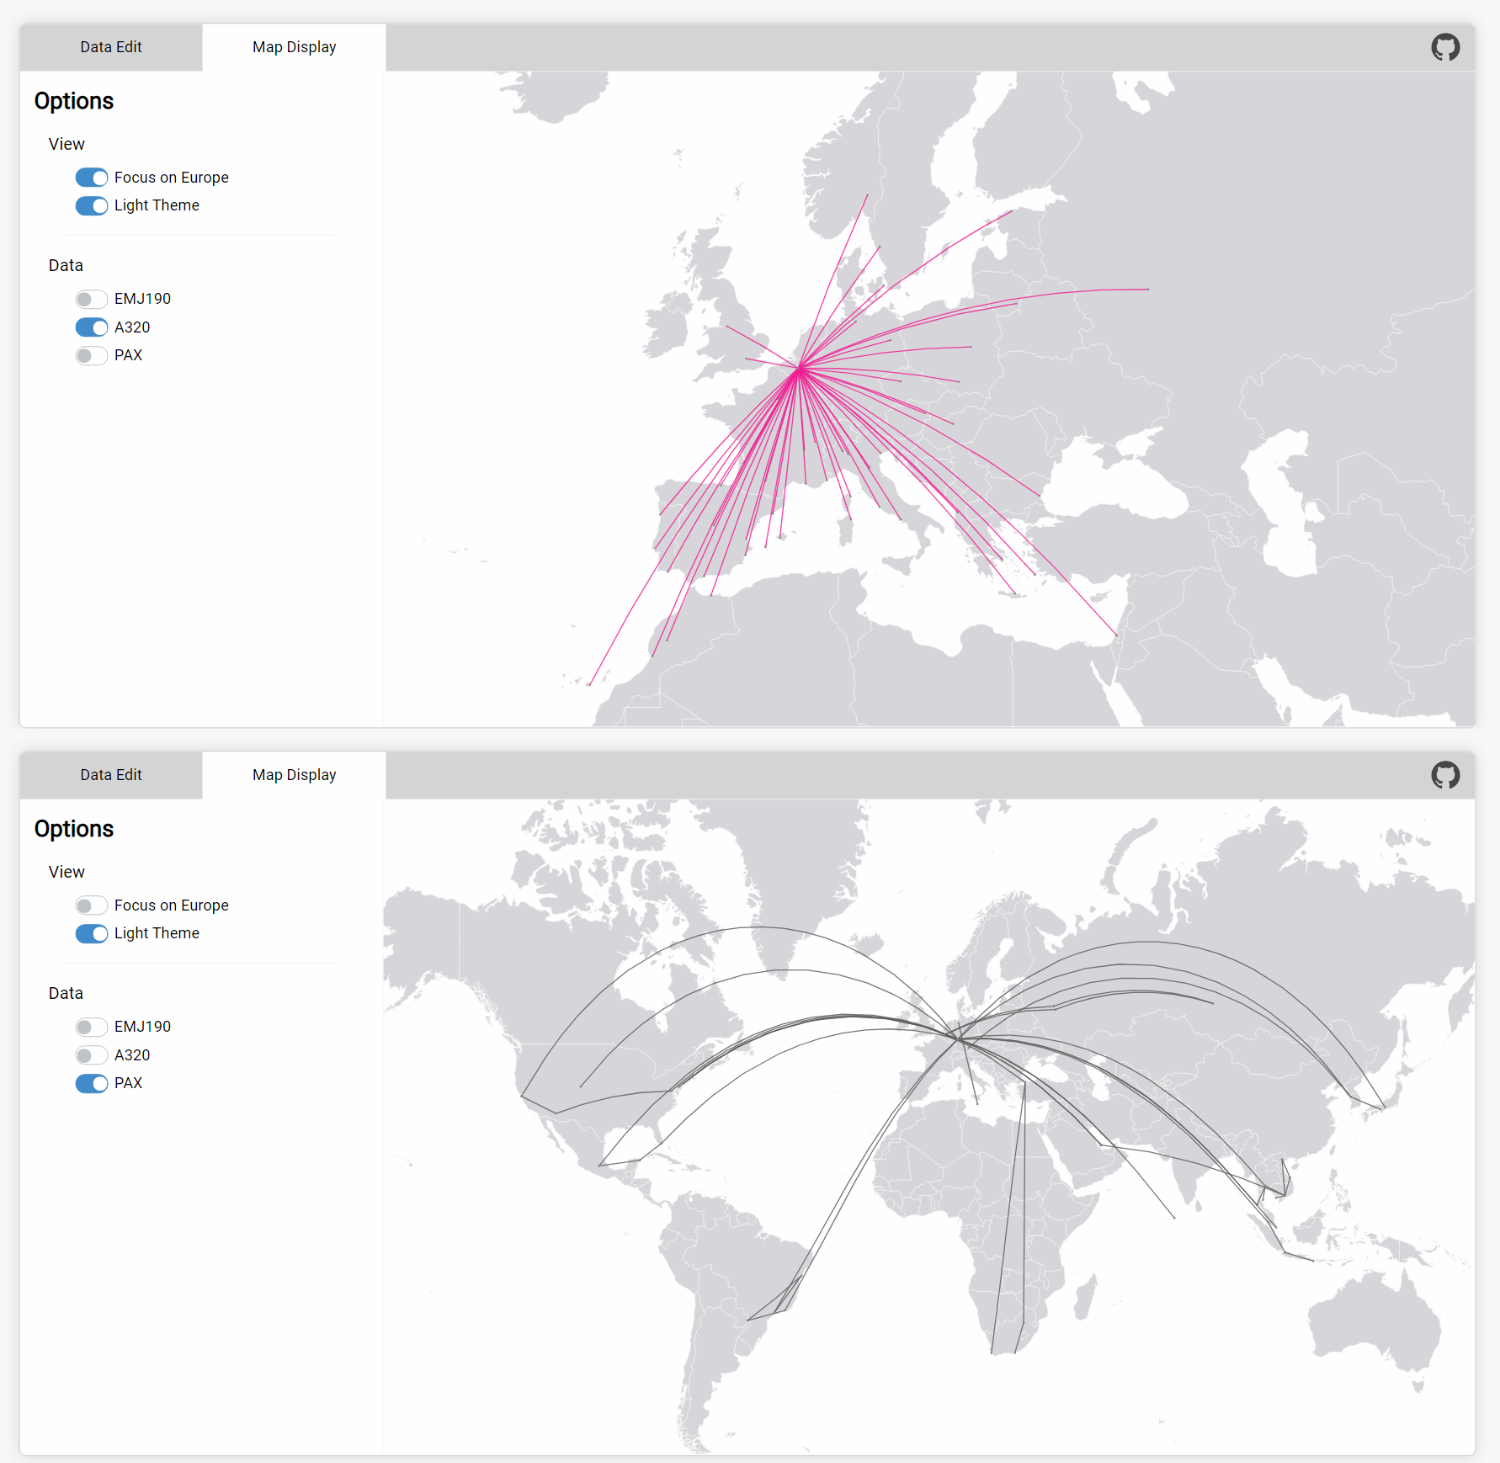 Data Edit
Map Display
Options
View
Focus on Europe
Light Theme
Data
EMJ190
A320
PAX
Data Edit
Map Display
Options
View
Focus on Europe
Light Theme
Data
EMJ190
A320
PAX